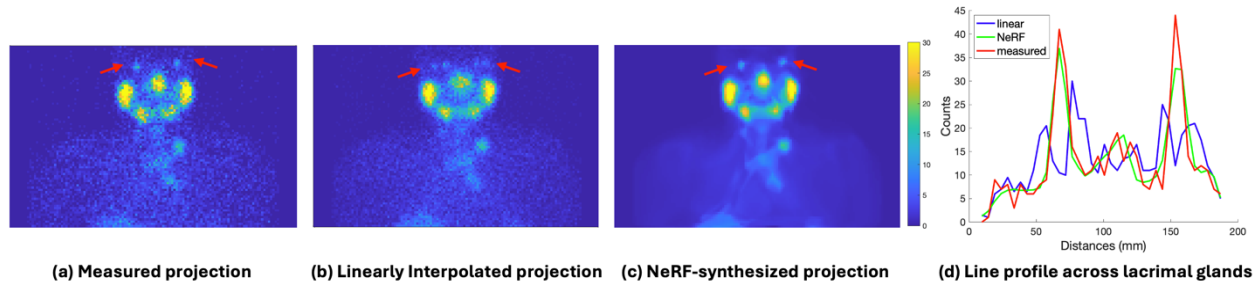 30
25
20
15
10
5
0
45
40
35
30
25
20
15
10
5
0
Counts
linear
NeRF
measured
0 50 100 150 200
Distances (mm)
(a) Measured projection
(b) Linearly Interpolated projection
(c) NeRF-synthesized projection
(d) Line profile across lacrimal glands